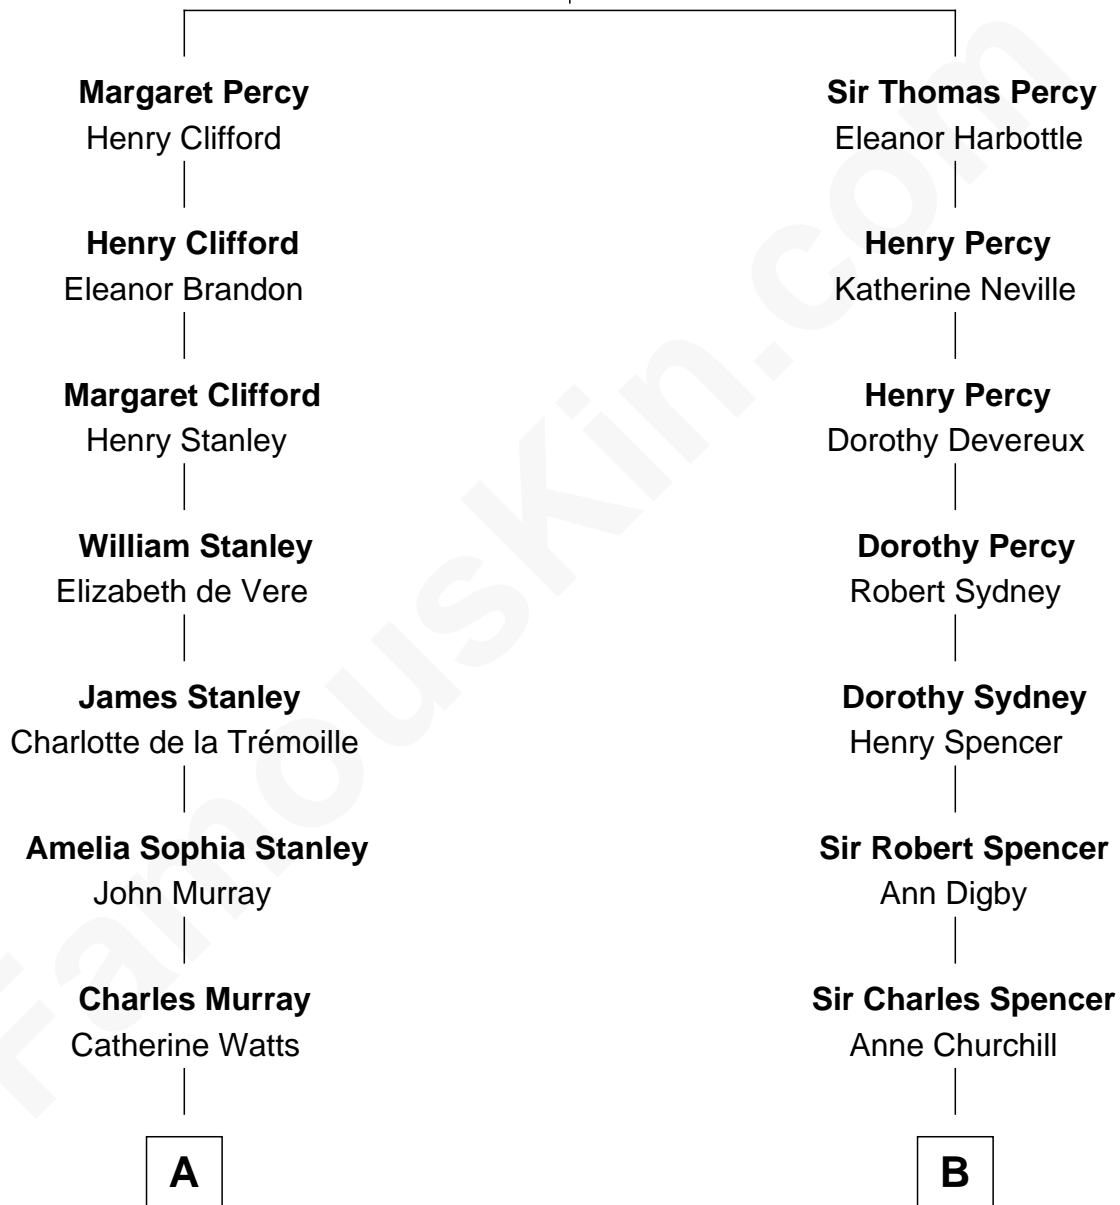 Margaret Percy
Henry Clifford
Henry Clifford
Eleanor Brandon
Margaret Clifford
Henry Stanley
William Stanley
Elizabeth de Vere
James Stanley
Charlotte de la Trémoille
Amelia Sophia Stanley
John Murray
Charles Murray
Catherine Watts
A
Sir Thomas Percy
Eleanor Harbottle
Henry Percy
Katherine Neville
Henry Percy
Dorothy Devereux
Dorothy Percy
Robert Sydney
Dorothy Sydney
Henry Spencer
Sir Robert Spencer
Ann Digby
Sir Charles Spencer
Anne Churchill
B
FamousKin.com